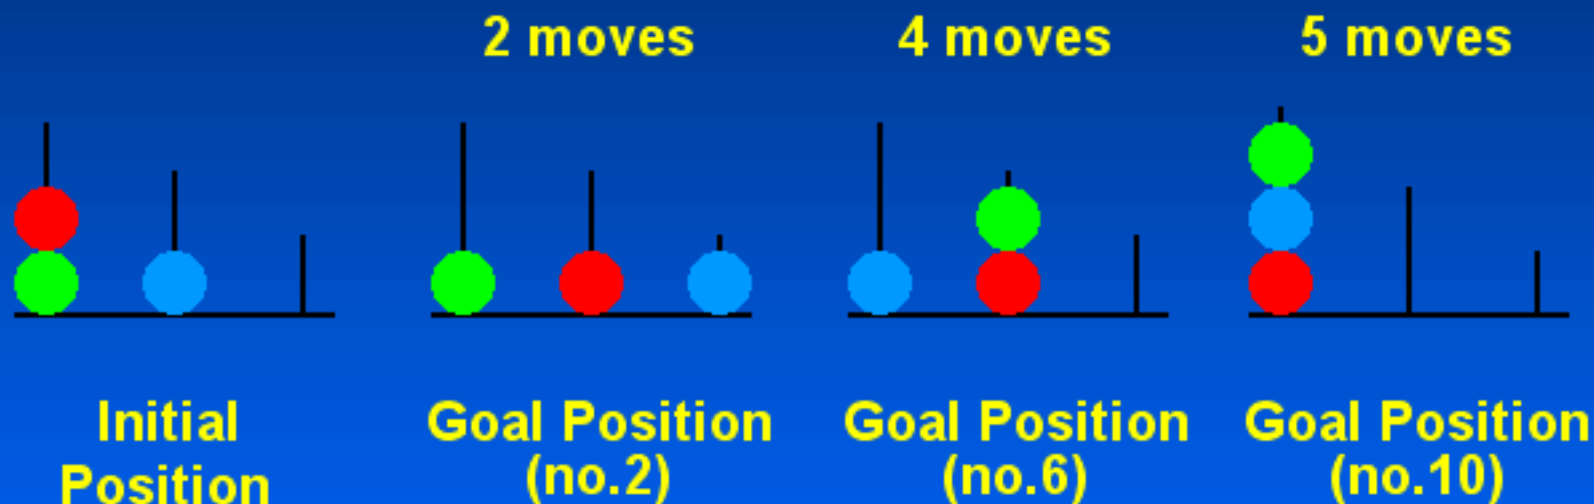 2 moves
4 moves
5 moves
Initial
Position
Goal Position
(no.2)
Goal Position
(no.6)
Goal Position
(no.10)